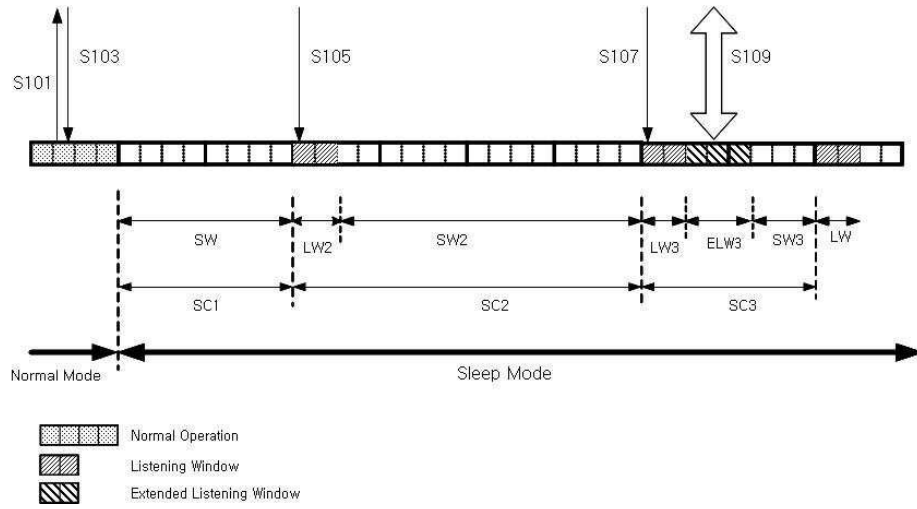 S101
S103
S105
S107
S109
SW
LW2
SW2
LW3
ELW3
SW3
LW
SC1
SC2
SC3
Normal Mode
Sleep Mode
Normal Operation
Listening Window
Extended Listening Window